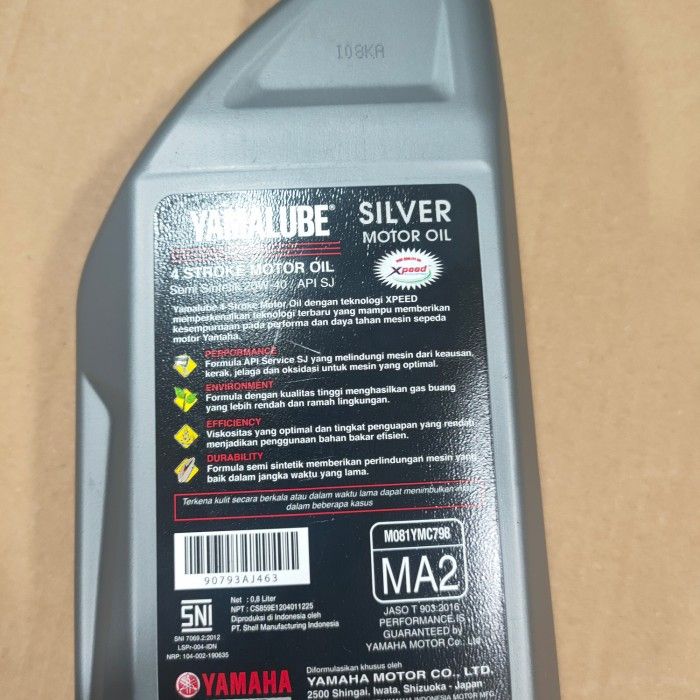 108KA
YAMALUBE®
SILVER
MOTOR OIL
4 STROKE MOTOR OIL
Semi Sintetik 20W-40 / API SJ
Xpeed
Yamalube 4 Stroke Motor Oil dengan teknologi XPEED
memperkenalkan teknologi terbaru yang mampu memberikan
kesempurnaan pada performa dan daya tahan mesin sepeda
motor Yamaha.
PERFORMANCE
Formula API Service SJ yang melindungi mesin dari keausan,
kerak, jelaga dan oksidasi untuk mesin yang optimal.
ENVIRONMENT
Formula dengan kualitas tinggi menghasilkan gas buang
yang lebih rendah dan ramah lingkungan.
EFFICIENCY
Viskositas yang optimal dan tingkat penguapan yang rendah
menjadikan penggunaan bahan bakar efisien.
DURABILITY
Formula semi sintetik memberikan perlindungan mesin yang
baik dalam jangka waktu yang lama.
Terkena kulit secara berkala atau dalam waktu lama dapat menimbulkan
dalam beberapa kasus
90793AJ463
M081YMC798
MA2
JASO T 903:2016
PERFORMANCE IS
GUARANTEED by
YAMAHA MOTOR Co., Ltd
SNI
SNI 7069.2:2012
LSPr-004-IDN
NRP: 104-002-190635
Isi : 0,8 Liter
NPT : CS859E1204011225
Diproduksi di Indonesia oleh
PT. Shell Manufacturing Indonesia
YAMAHA
Diformulasikan khusus oleh
YAMAHA MOTOR CO., LTD.
2500 Shingai, Iwata, Shizuoka - Japan
INDONESIA MOTOR MFG